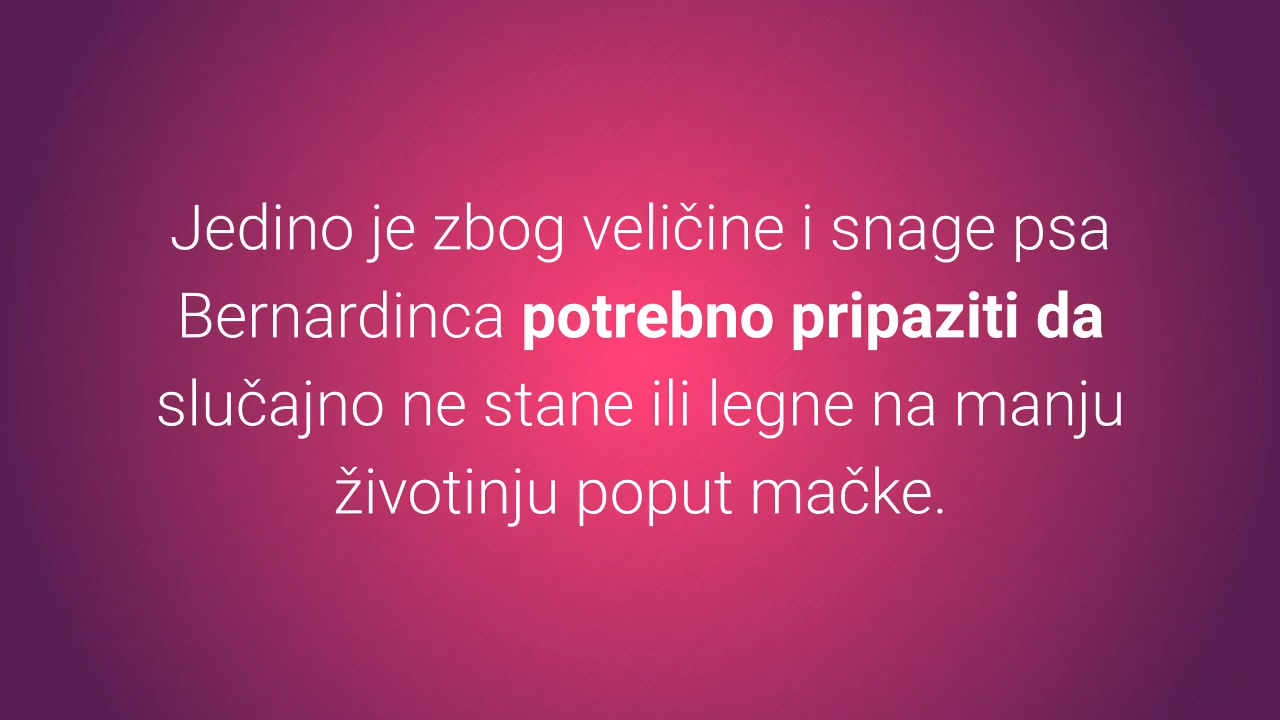 Jedino je zbog veličine i snage psa
Bernardinca potrebno pripaziti da
slučajno ne stane ili legne na manju
životinju poput mačke.